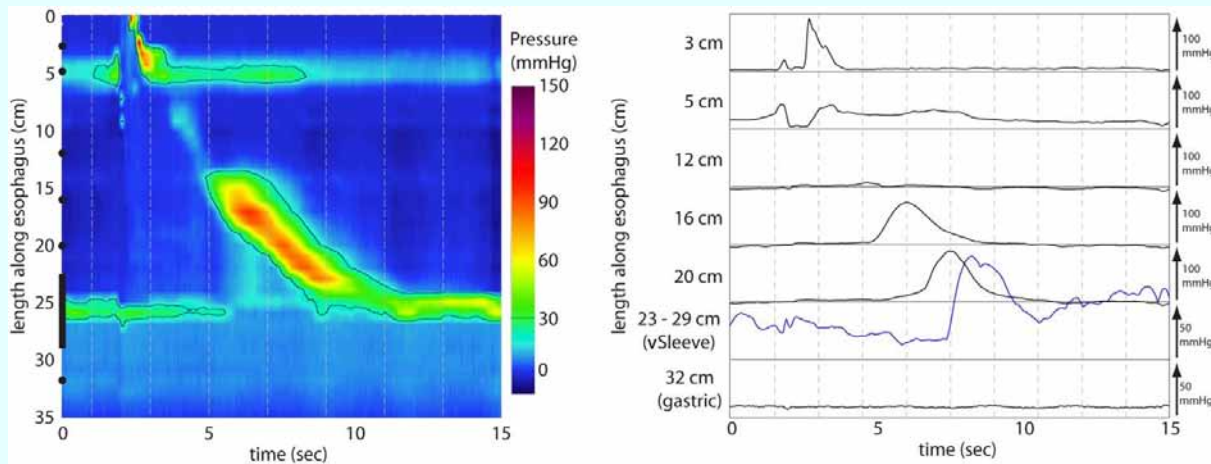 0
5
10
15
20
25
30
35
length along esophagus (cm)
0
5
10
15
time (sec)
Pressure
(mmHg)
150
120
90
60
30
0
length along esophagus (cm)
3 cm
5 cm
12 cm
16 cm
20 cm
23 - 29 cm
(vSleeve)
32 cm
(gastric)
100
mmHg
100
mmHg
100
mmHg
100
mmHg
100
mmHg
50
mmHg
50
mmHg
0
5
10
15
time (sec)